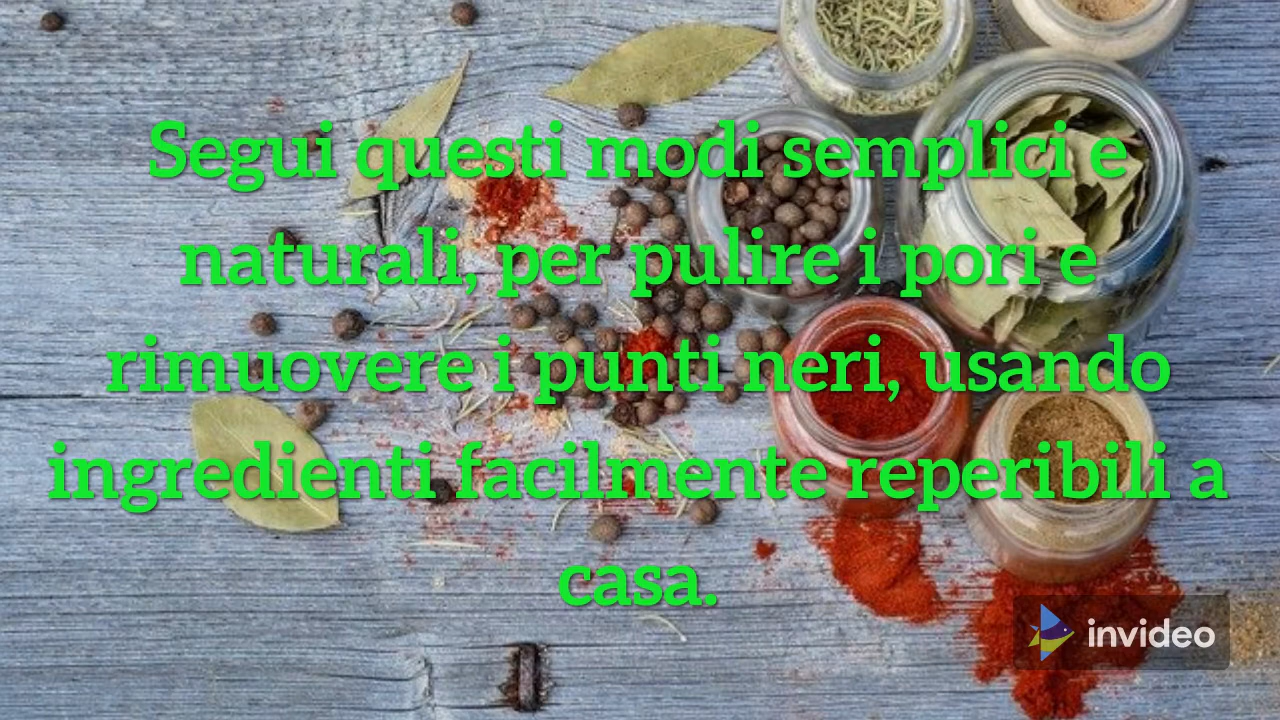 Segui questi modi semplici e
naturali, per pulire i pori e
rimuovere i punti neri, usando
ingredienti facilmente reperibili a
casa.
invideo